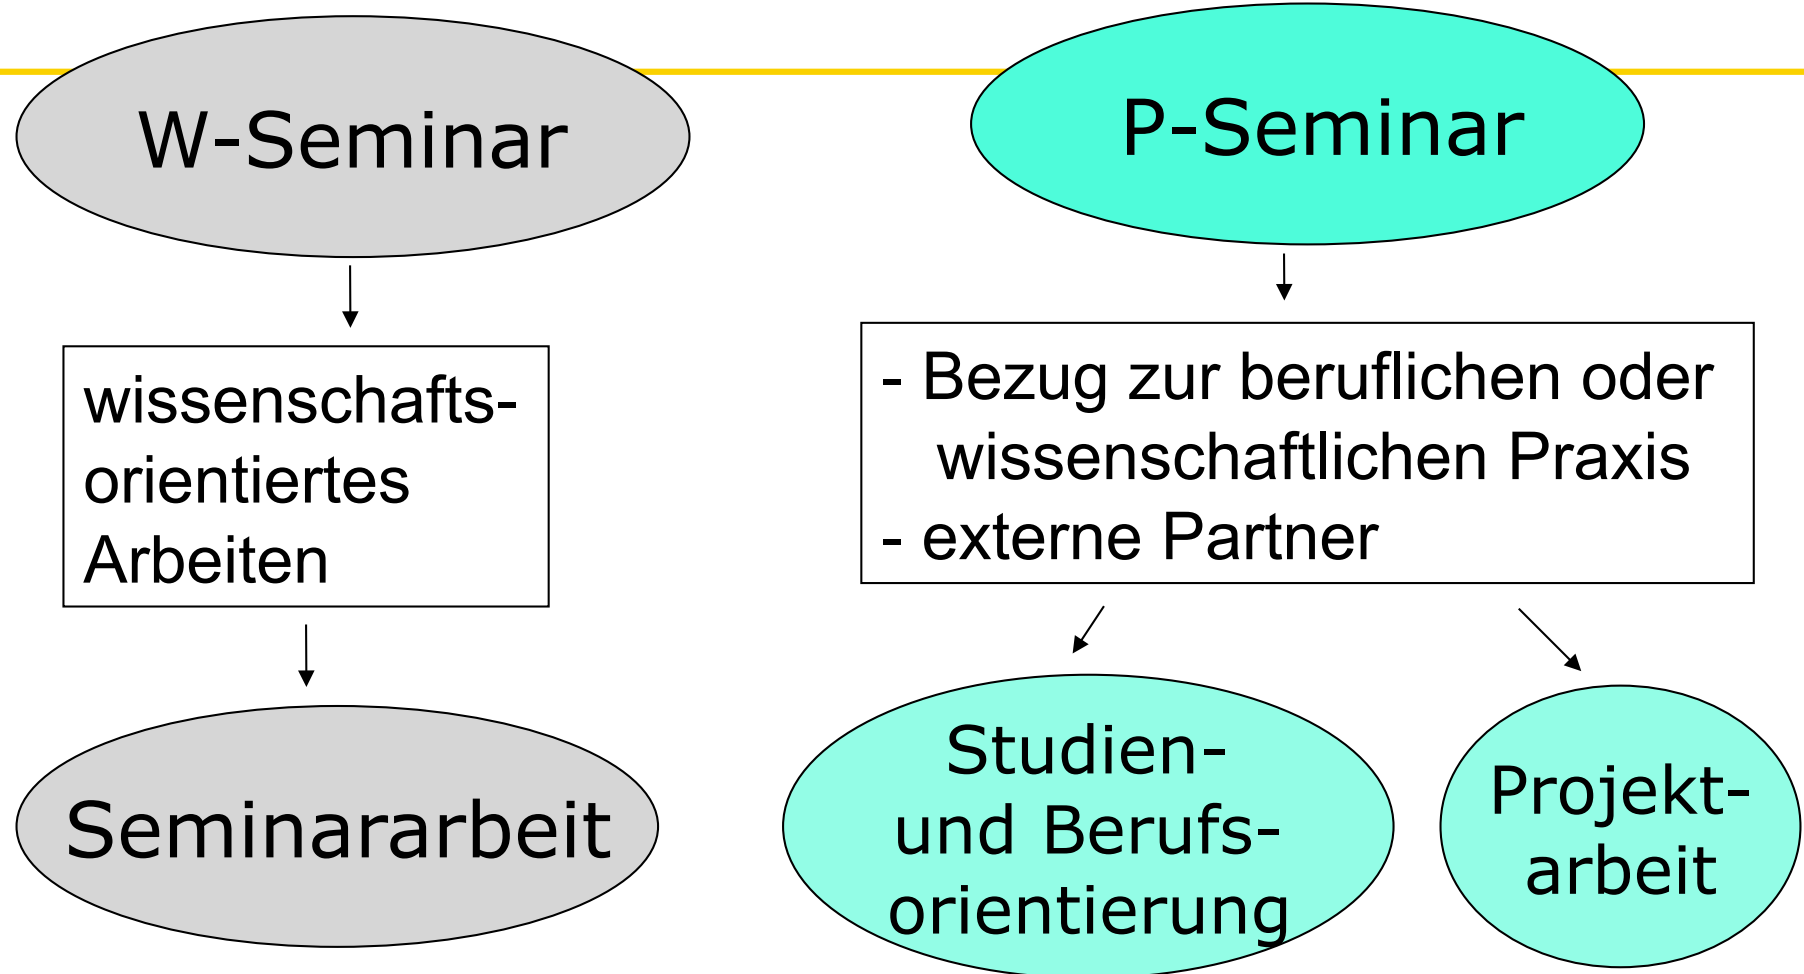 W-Seminar
wissenschafts-
orientiertes
Arbeiten
Seminararbeit
P-Seminar
- Bezug zur beruflichen oder
wissenschaftlichen Praxis
- externe Partner
Studien-
und Berufs-
orientierung
Projekt-
arbeit